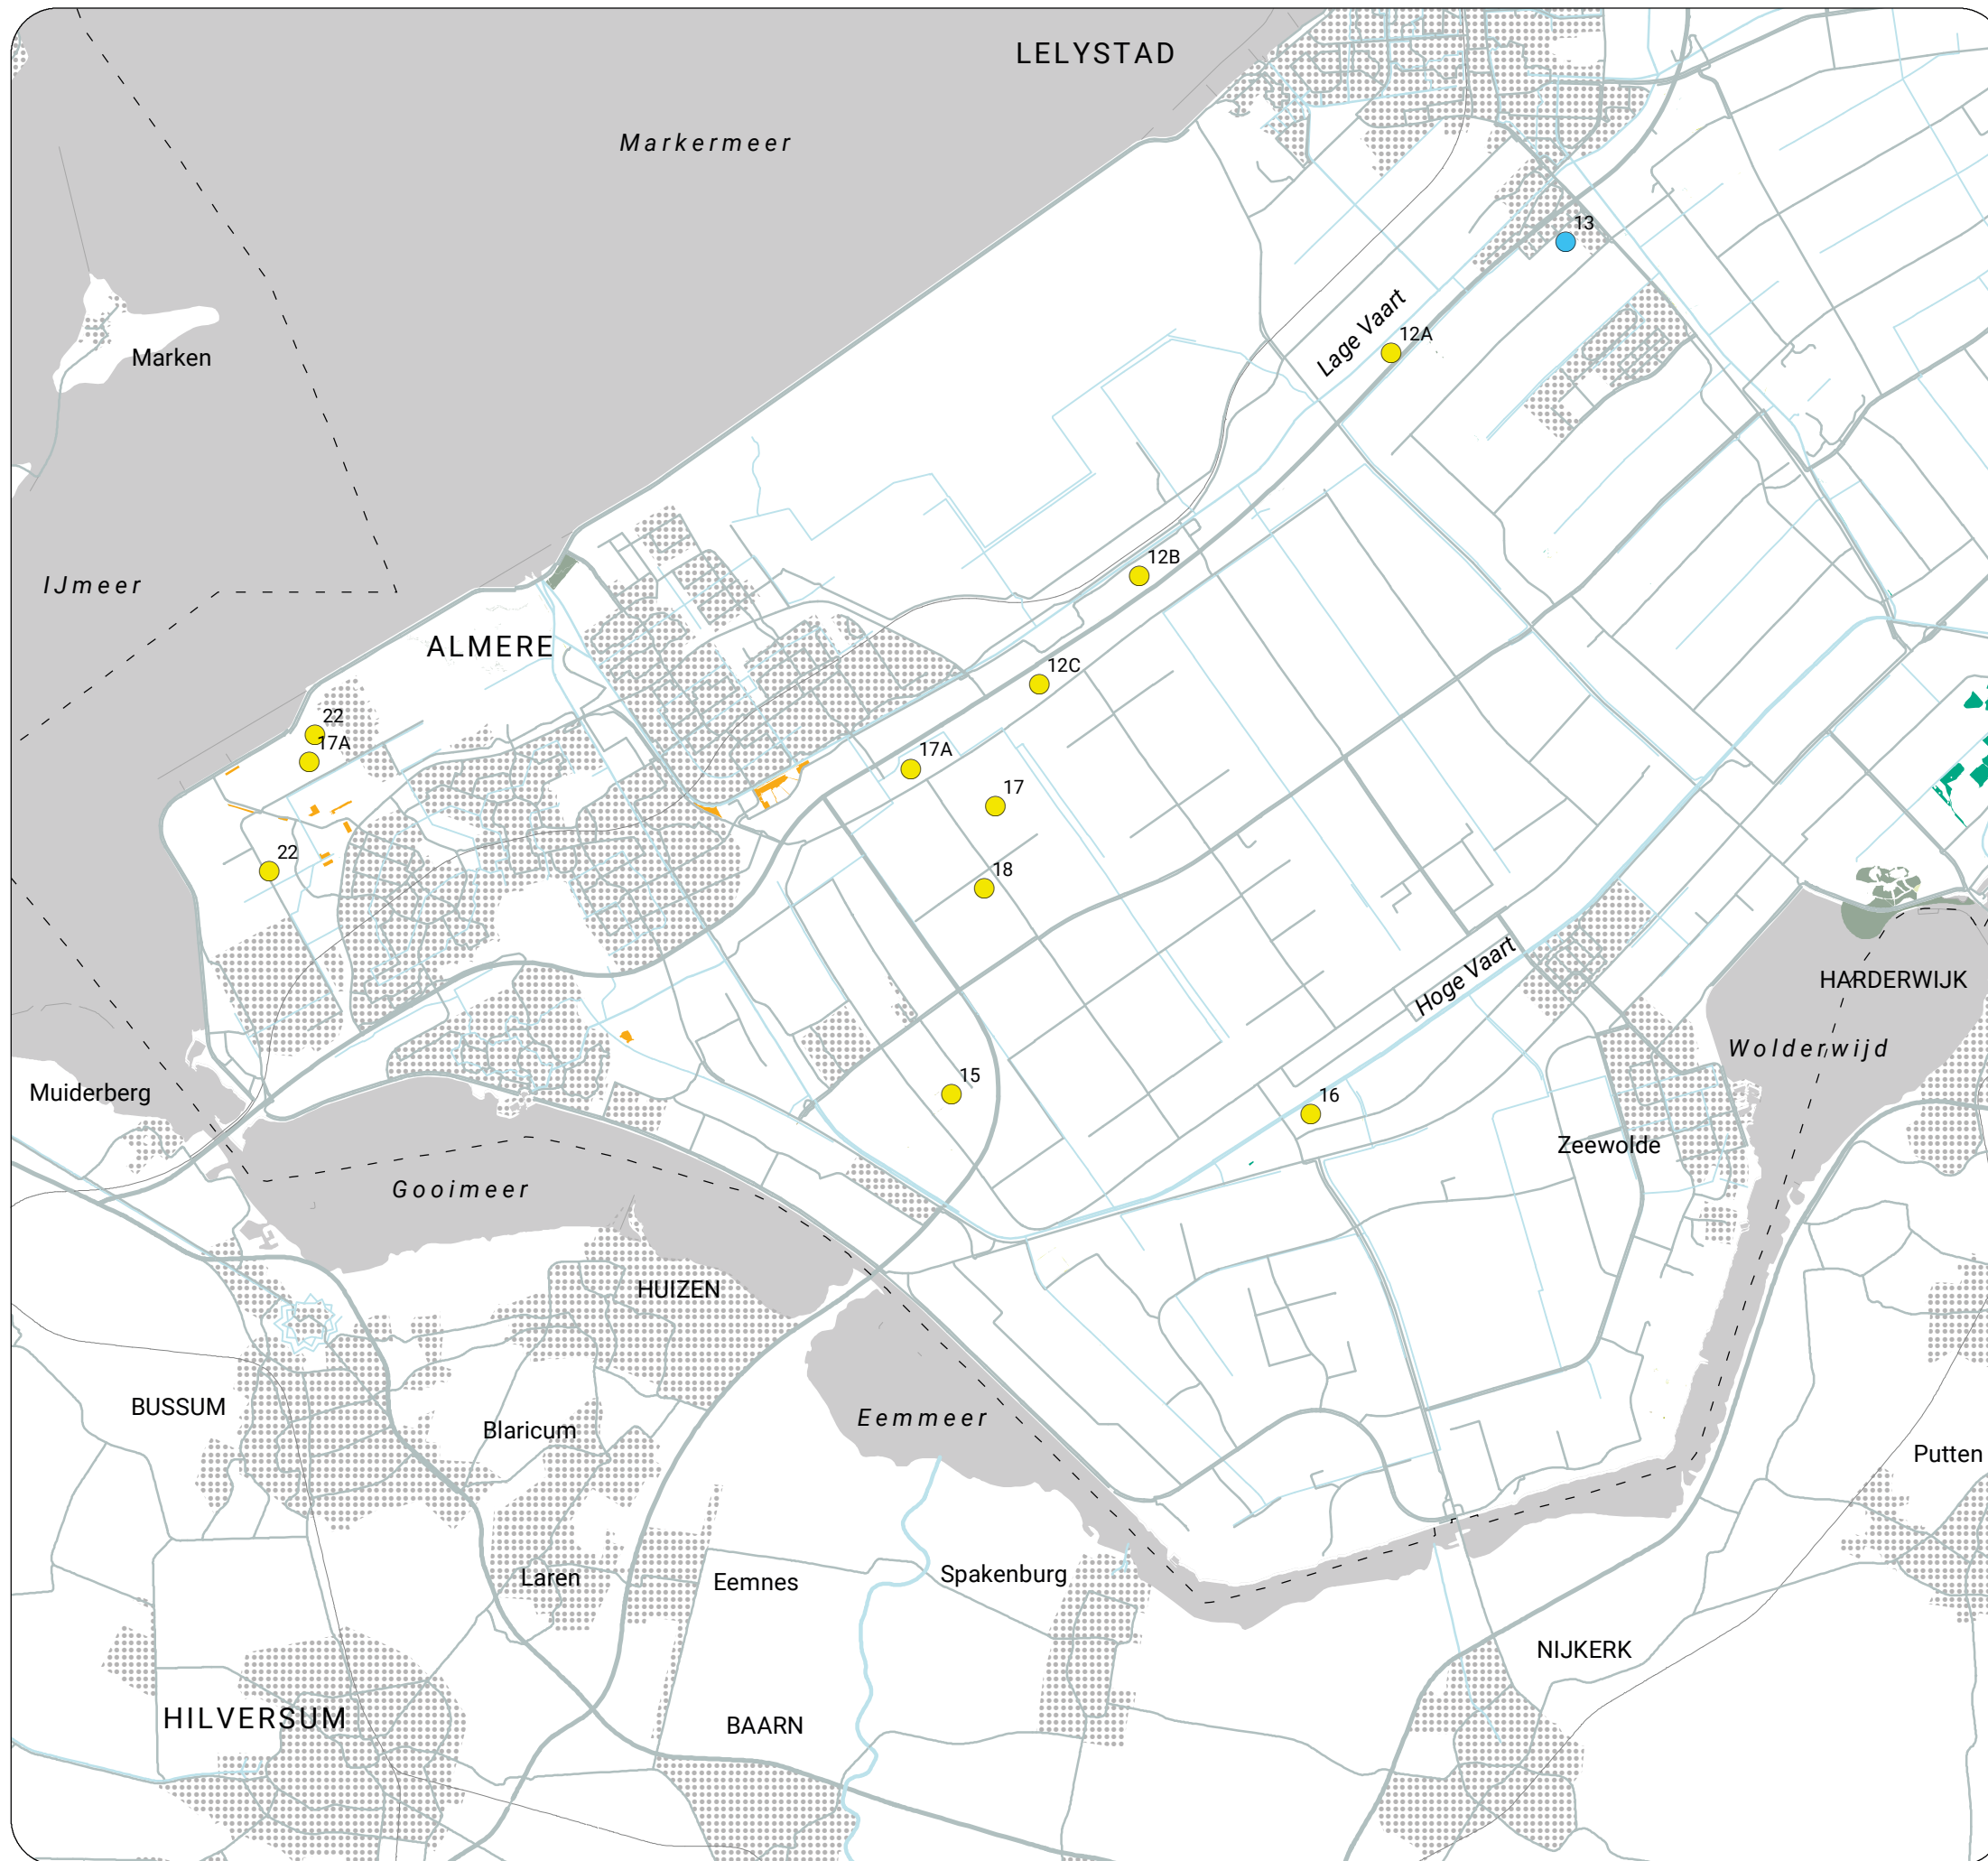 LELYSTAD
Markermeer
13
Lage Vaart
12A
Marken
12B
IJmeer
ALMERE
12C
22
17A
17A
17
22
18
Hoge Vaart
HARDERWIJK
Wolderwijd
15
Muiderberg
16
Zeewolde
Gooimeer
HUIZEN
BUSSUM
Eemmeer
Blaricum
Putten
Spakenburg
Laren
Eemnes
NIJKERK
HILVERSUM
BAARN